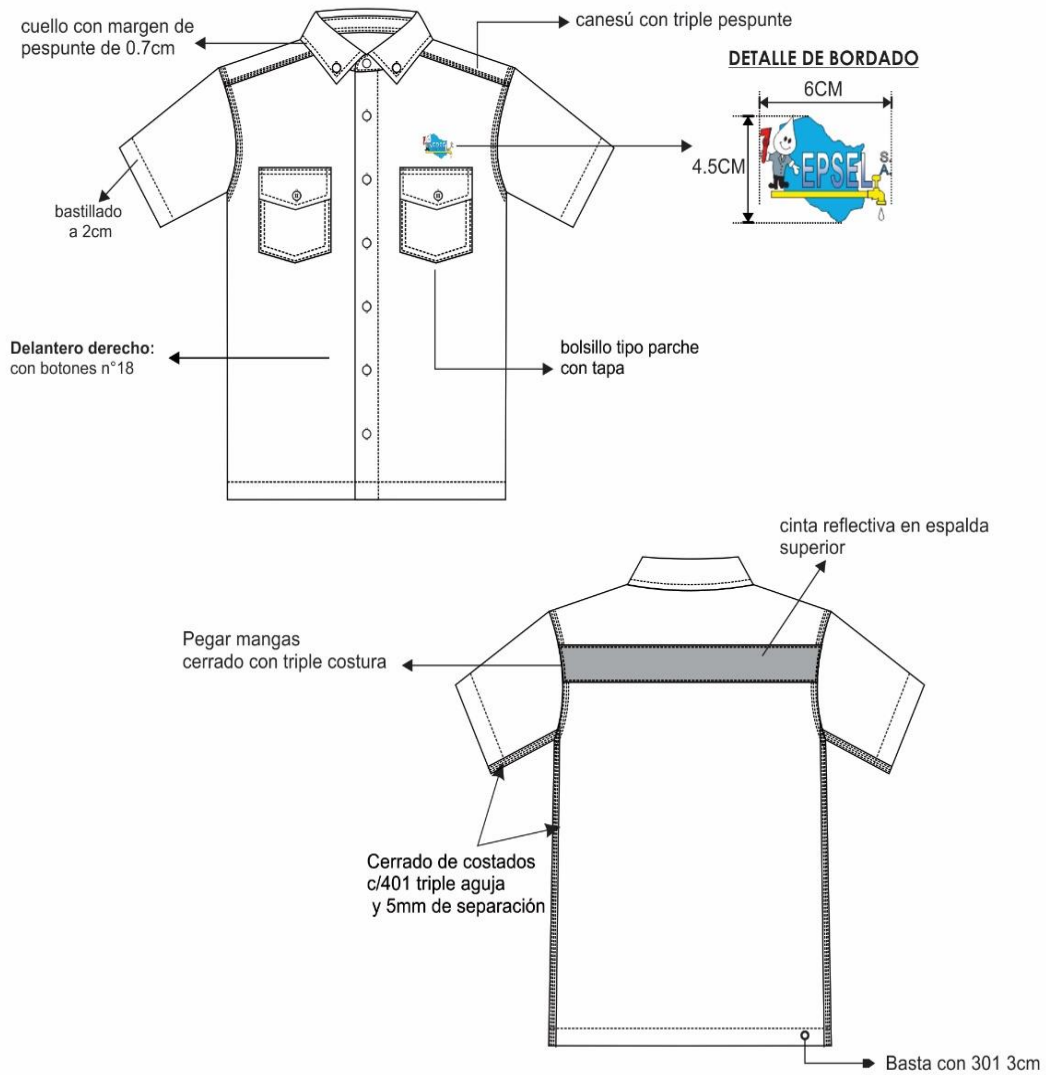 cuello con margen de
pespunte de 0.7cm
canesú con triple pespunte
DETALLE DE BORDADO
6CM
4.5CM
EPSEL S.A.
bastillado
a 2cm
Delantero derecho:
con botones n°18
bolsillo tipo parche
con tapa
cinta reflectiva en espalda
superior
Pegar mangas
cerrado con triple costura
Cerrado de costados
c/401 triple aguja
y 5mm de separación
Basta con 301 3cm